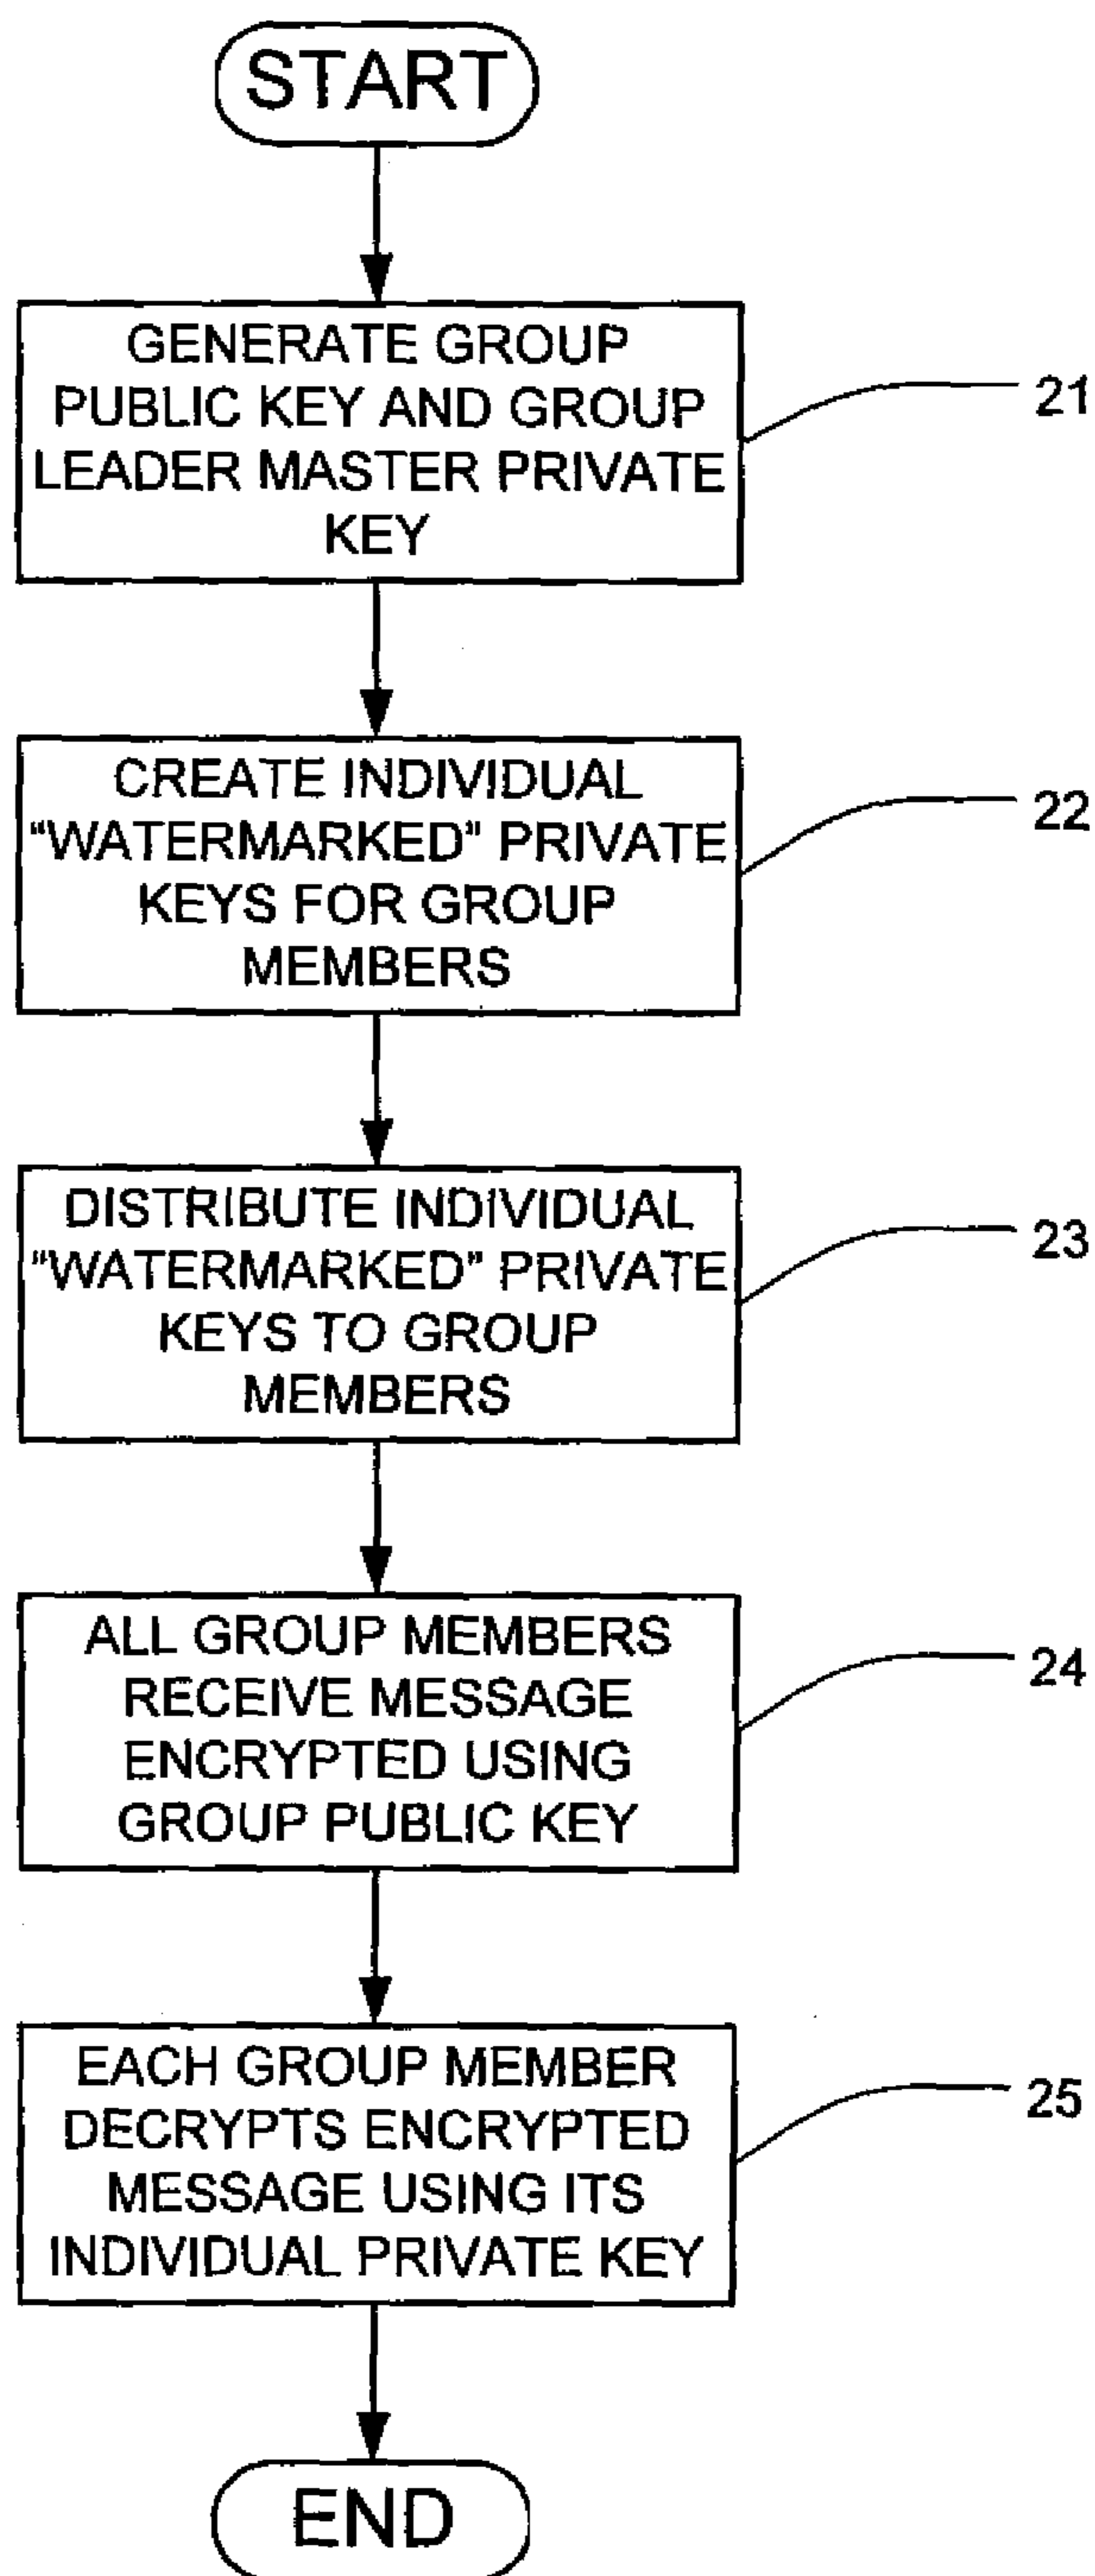 START
GENERATE GROUP
PUBLIC KEY AND GROUP
LEADER MASTER PRIVATE
KEY
21
CREATE INDIVIDUAL
"WATERMARKED" PRIVATE
KEYS FOR GROUP
MEMBERS
22
DISTRIBUTE INDIVIDUAL
"WATERMARKED" PRIVATE
KEYS TO GROUP
MEMBERS
23
ALL GROUP MEMBERS
RECEIVE MESSAGE
ENCRYPTED USING
GROUP PUBLIC KEY
24
EACH GROUP MEMBER
DECRYPTS ENCRYPTED
MESSAGE USING ITS
INDIVIDUAL PRIVATE KEY
25
END